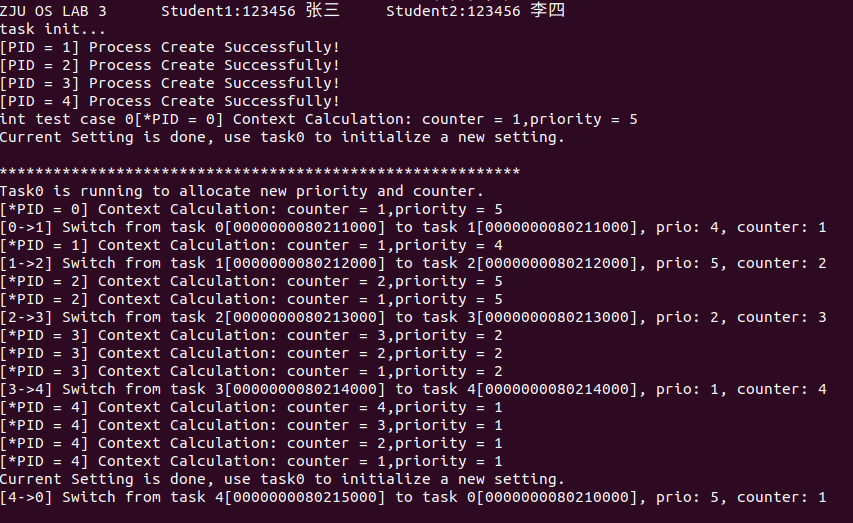 ZJU OS LAB 3      Student1:123456 张三     Student2:123456 李四
task init...
[PID = 1] Process Create Successfully!
[PID = 2] Process Create Successfully!
[PID = 3] Process Create Successfully!
[PID = 4] Process Create Successfully!
int test case 0[*PID = 0] Context Calculation: counter = 1,priority = 5
Current Setting is done, use task0 to initialize a new setting.
**********************************************************
Task0 is running to allocate new priority and counter.
[*PID = 0] Context Calculation: counter = 1,priority = 5
[0->1] Switch from task 0[0000000080211000] to task 1[0000000080211000], prio: 4, counter: 1
[*PID = 1] Context Calculation: counter = 1,priority = 4
[1->2] Switch from task 1[0000000080212000] to task 2[0000000080212000], prio: 5, counter: 2
[*PID = 2] Context Calculation: counter = 2,priority = 5
[*PID = 2] Context Calculation: counter = 1,priority = 5
[2->3] Switch from task 2[0000000080213000] to task 3[0000000080213000], prio: 2, counter: 3
[*PID = 3] Context Calculation: counter = 3,priority = 2
[*PID = 3] Context Calculation: counter = 2,priority = 2
[*PID = 3] Context Calculation: counter = 1,priority = 2
[3->4] Switch from task 3[0000000080214000] to task 4[0000000080214000], prio: 1, counter: 4
[*PID = 4] Context Calculation: counter = 4,priority = 1
[*PID = 4] Context Calculation: counter = 3,priority = 1
[*PID = 4] Context Calculation: counter = 2,priority = 1
[*PID = 4] Context Calculation: counter = 1,priority = 1
Current Setting is done, use task0 to initialize a new setting.
[4->0] Switch from task 4[0000000080215000] to task 0[0000000080210000], prio: 5, counter: 1